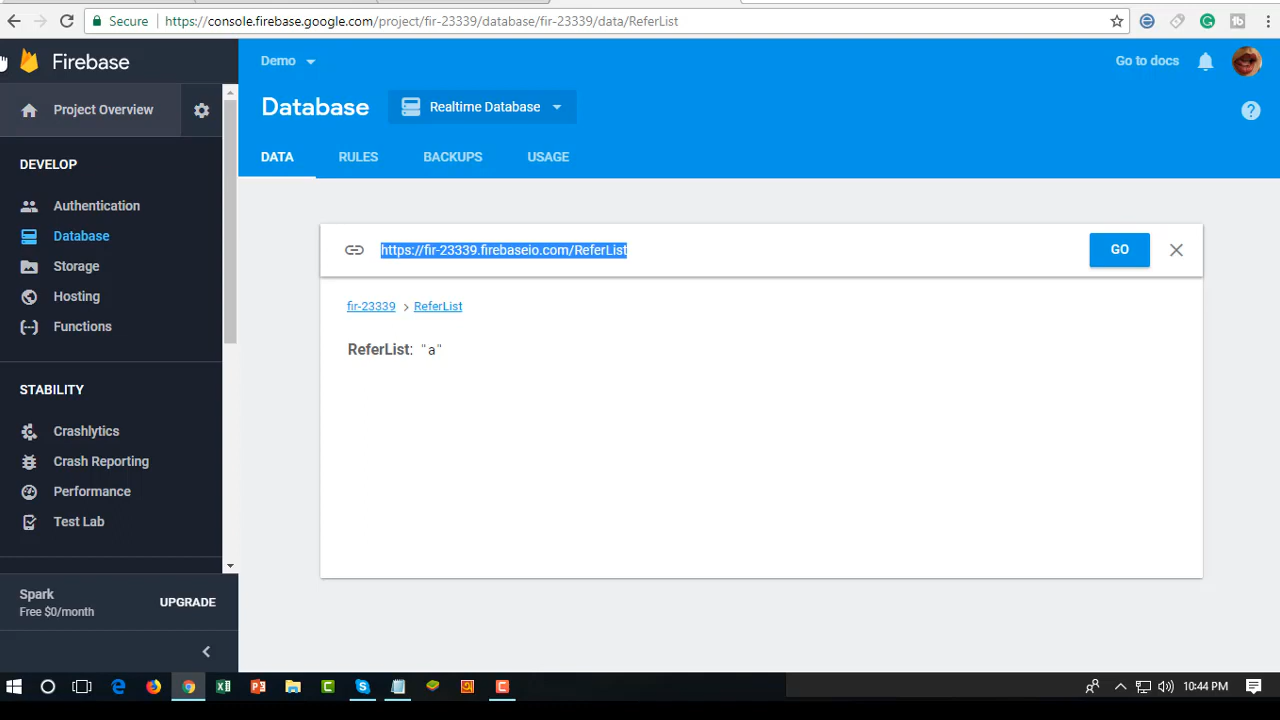 Secure https://console.firebase.google.com/project/fir-23339/database/fir-23339/data/ReferList
Firebase
Demo
Go to docs
Project Overview
Database
Realtime Database
DATA
RULES
BACKUPS
USAGE
DEVELOP
Authentication
Database
Storage
Hosting
Functions
STABILITY
Crashlytics
Crash Reporting
Performance
Test Lab
Spark
Free $0/month
UPGRADE
https://fir-23339.firebaseio.com/ReferList
GO
fir-23339 > ReferList
ReferList: "a"
10:44 PM